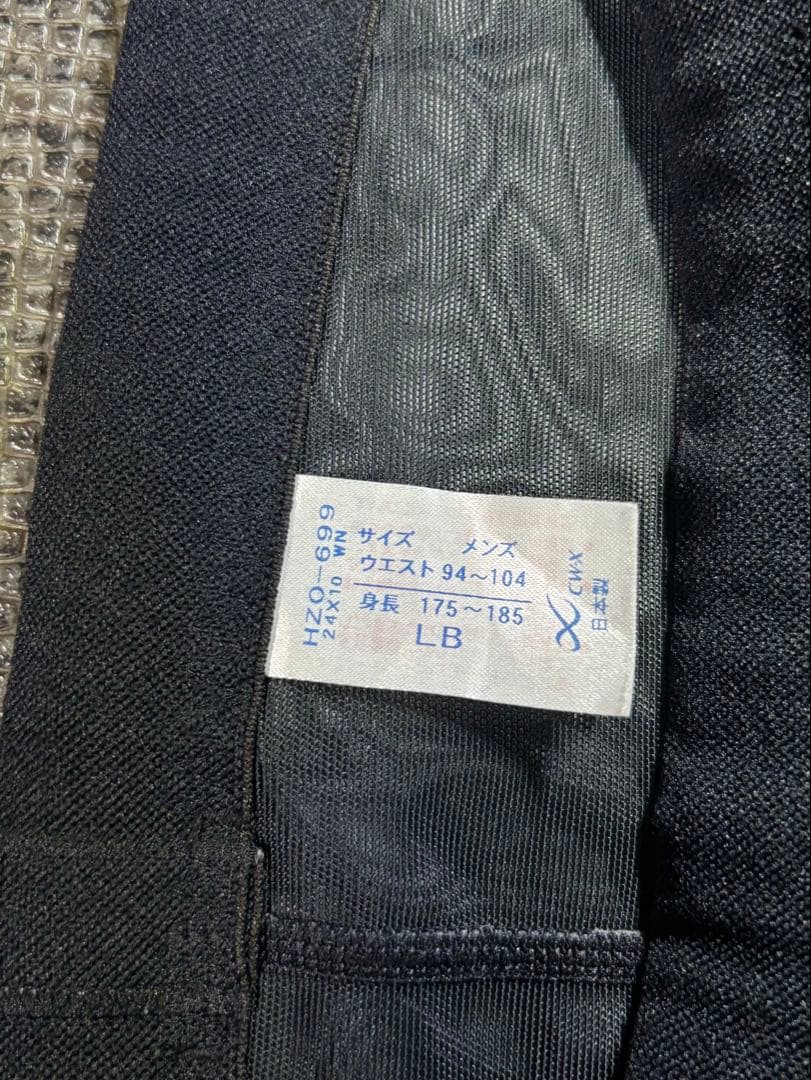 サイズ メンズ
ウエスト 94〜104
身長 175〜185
LB
HZO-699
24X10 WN
CW-X
日本製